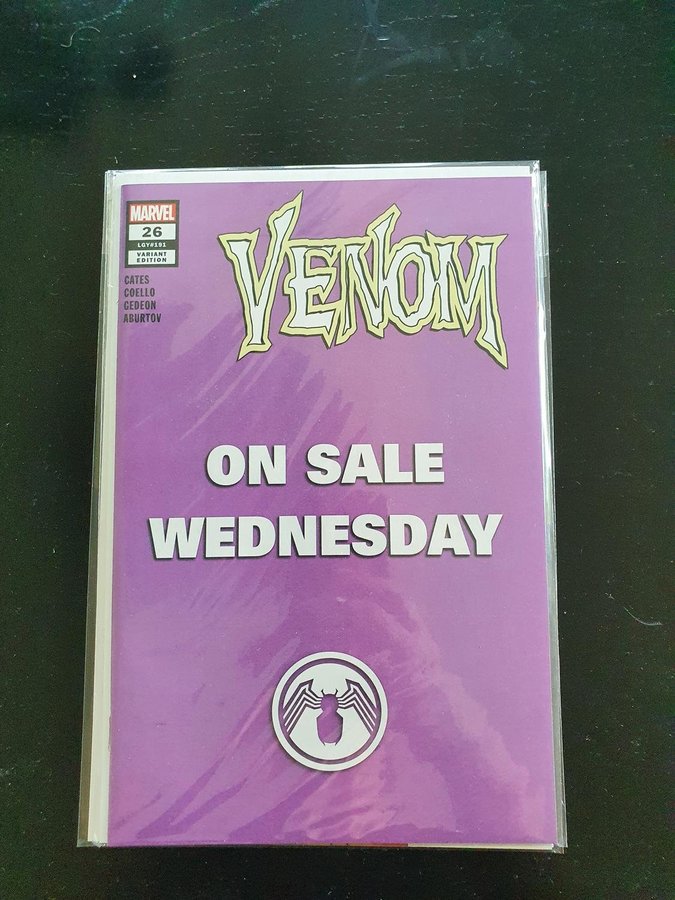 MARVEL
26
LGY#191
VARIANT
EDITION
CATES
COELLO
GEDEON
ABURTOV
VENOM
ON SALE
WEDNESDAY